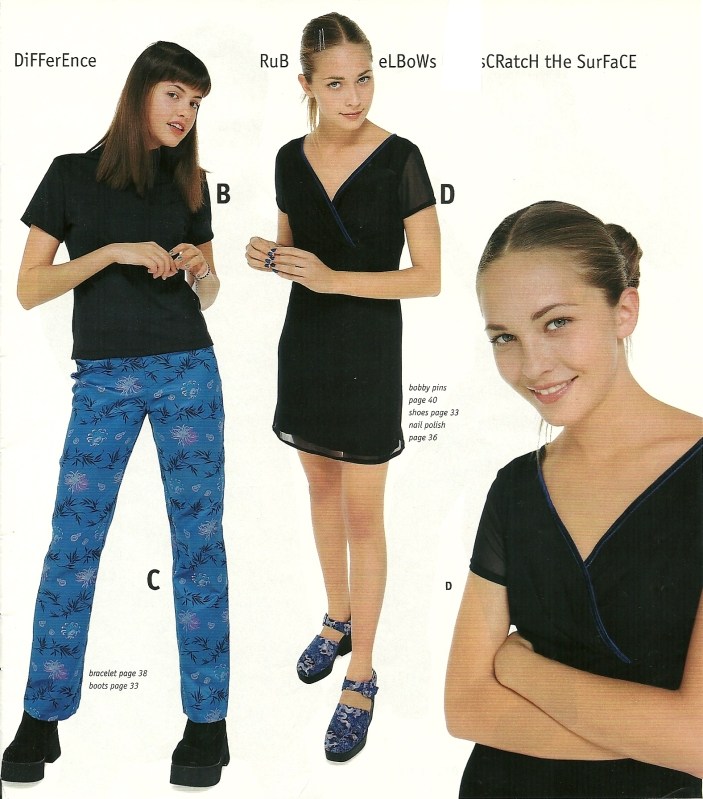 DiFFerEnce
RuB eLBoWs
sCRatcH tHe SurFaCE
B
D
bobby pins
page 40
shoes page 33
nail polish
page 36
C
D
bracelet page 38
boots page 33